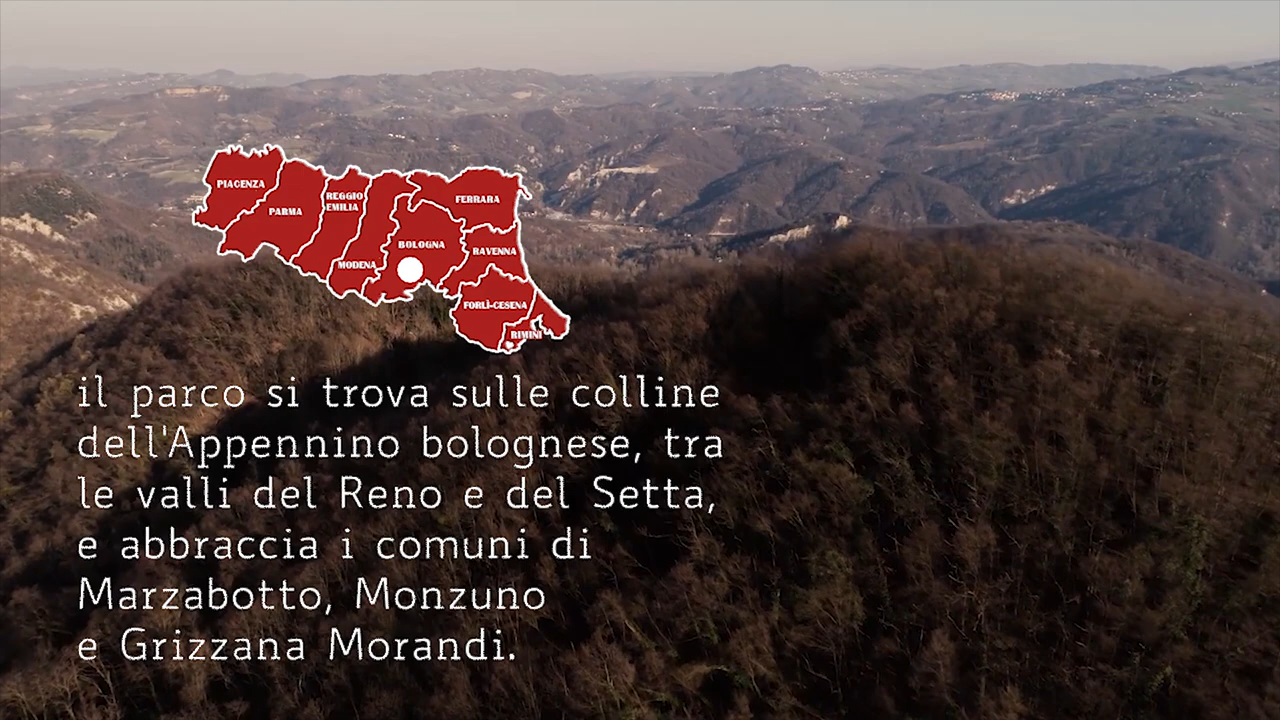 PIACENZA
PARMA
REGGIO
EMILIA
MODENA
BOLOGNA
FERRARA
RAVENNA
FORLÌ-CESENA
RIMINI
il parco si trova sulle colline
dell'Appennino bolognese, tra
le valli del Reno e del Setta,
e abbraccia i comuni di
Marzabotto, Monzuno
e Grizzana Morandi.